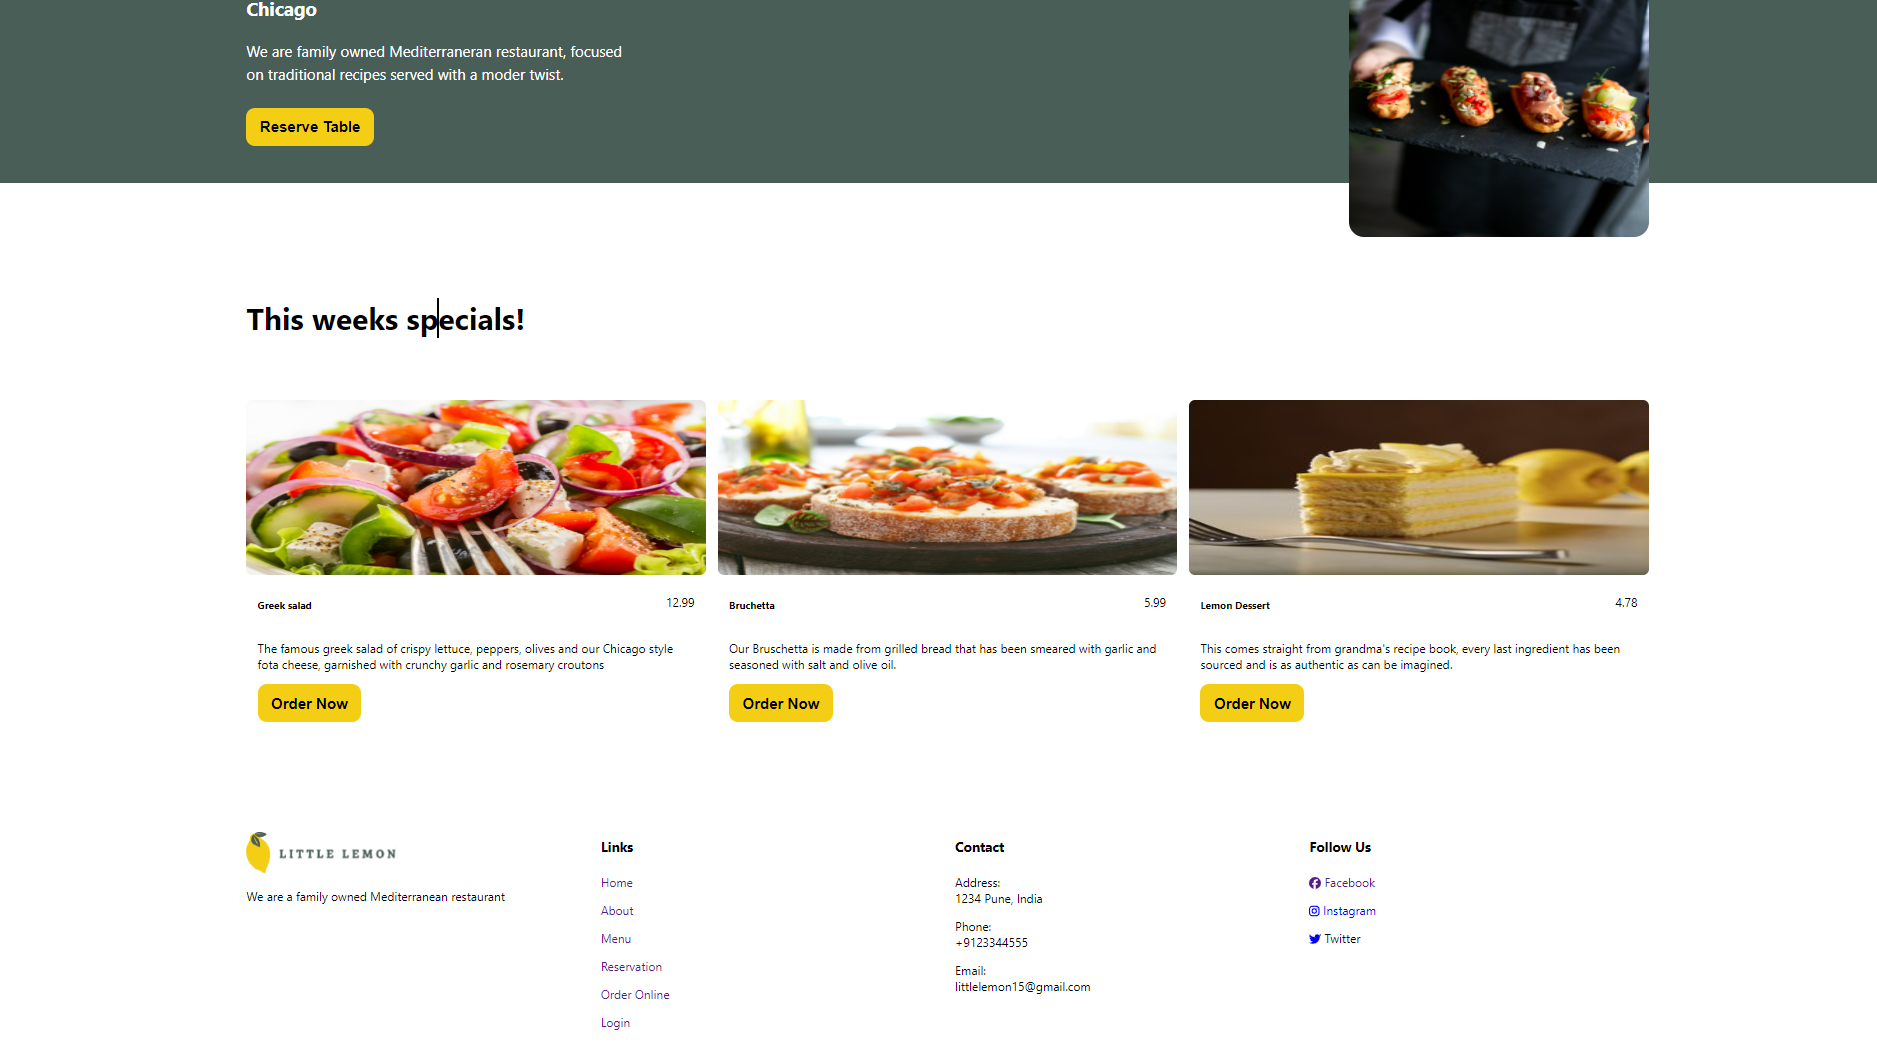 Chicago
We are family owned Mediterraneran restaurant, focused
on traditional recipes served with a moder twist.
Reserve Table
This weeks specials!
Greek salad
12.99
The famous greek salad of crispy lettuce, peppers, olives and our Chicago style
fota cheese, garnished with crunchy garlic and rosemary croutons
Order Now
Bruchetta
5.99
Our Bruschetta is made from grilled bread that has been smeared with garlic and
seasoned with salt and olive oil.
Order Now
Lemon Dessert
4.78
This comes straight from grandma's recipe book, every last ingredient has been
sourced and is as authentic as can be imagined.
Order Now
LITTLE LEMON
We are a family owned Mediterranean restaurant
Links
Home
About
Menu
Reservation
Order Online
Login
Contact
Address:
1234 Pune, India
Phone:
+9123344555
Email:
littlelemon15@gmail.com
Follow Us
Facebook
Instagram
Twitter